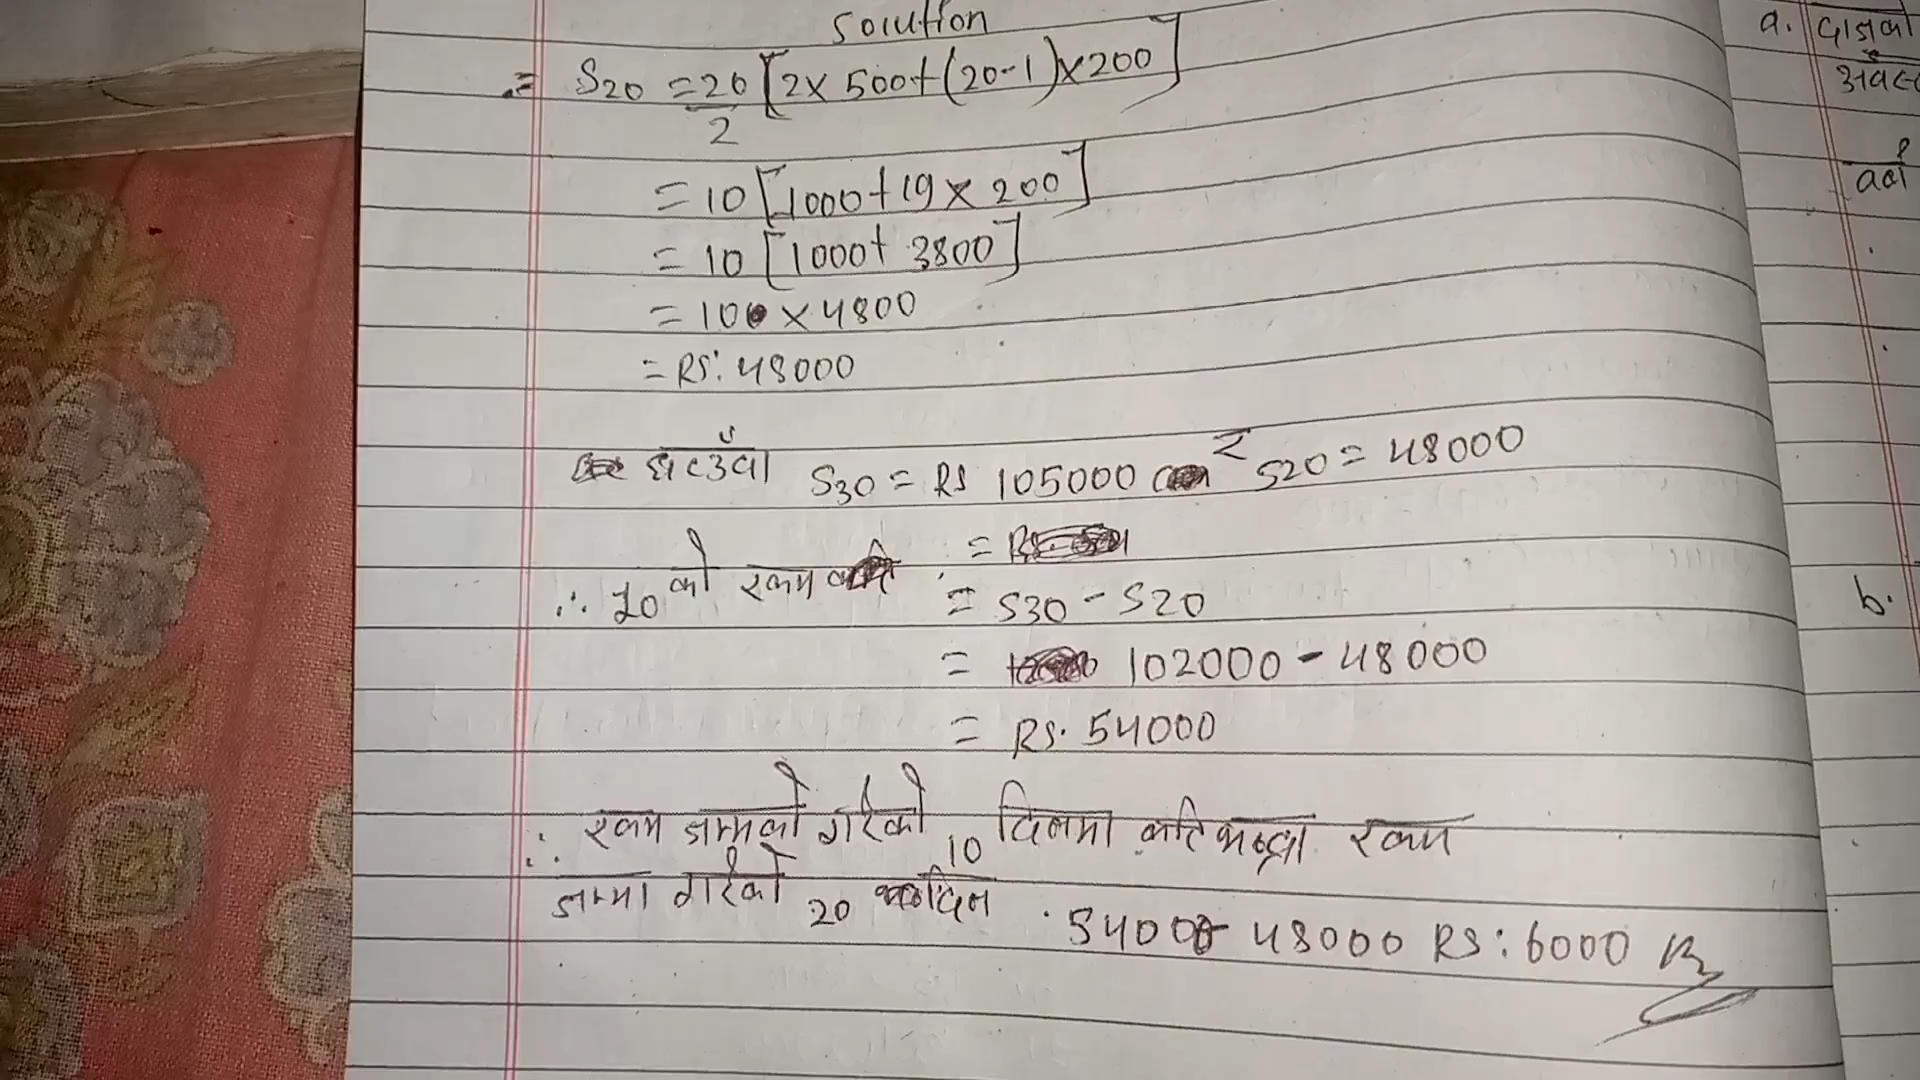 Solution
= S20 = 20/2 [2 × 500 + (20-1) × 200]
= 10 [1000 + 19 × 200]
= 10 [1000 + 3800]
= 10 × 4800
= RS: 48000
S30 = RS 105000 र S20 = 48000
∴ 10 को रकम
= S30 - S20
= 102000 - 48000
= RS. 54000
∴ रकम जम्मको गरेको 10 दिनमा कति भन्दा रकम
जम्मा गरेको 20 दिन 54000 - 48000 RS: 6000
a.
b.